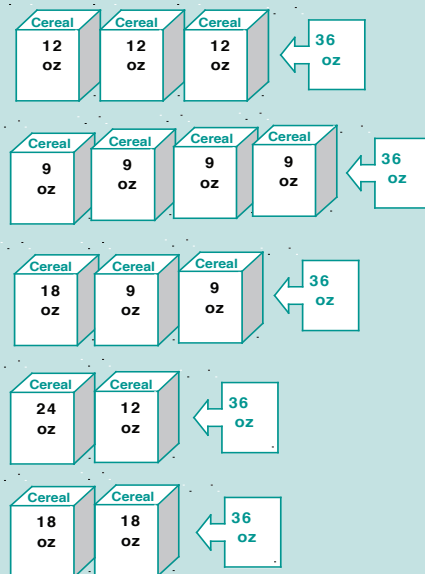 Cereal Cereal Cereal
12 12 12 36
oz oz oz oz
Cereal Cereal Cereal Cereal
9 9 9 9 36
oz oz oz oz oz
Cereal Cereal Cereal
18 9 9 36
oz oz oz oz
Cereal Cereal
24 12 36
oz oz oz
Cereal Cereal
18 18 36
oz oz oz